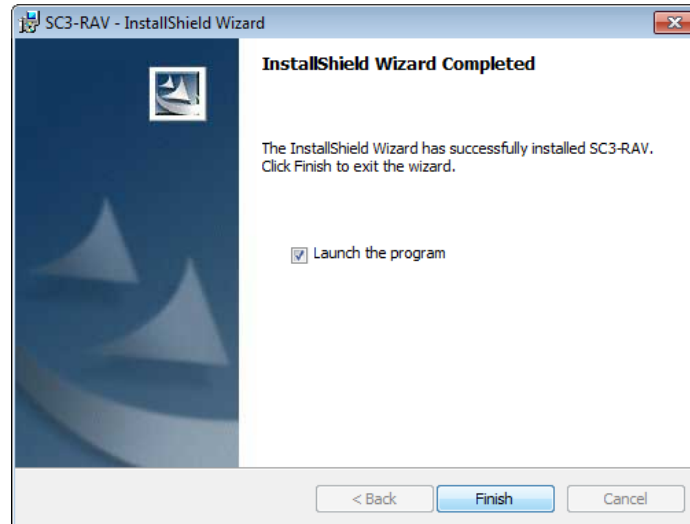 SC3-RAV - InstallShield Wizard
InstallShield Wizard Completed
The InstallShield Wizard has successfully installed SC3-RAV.
Click Finish to exit the wizard.
Launch the program
< Back
Finish
Cancel